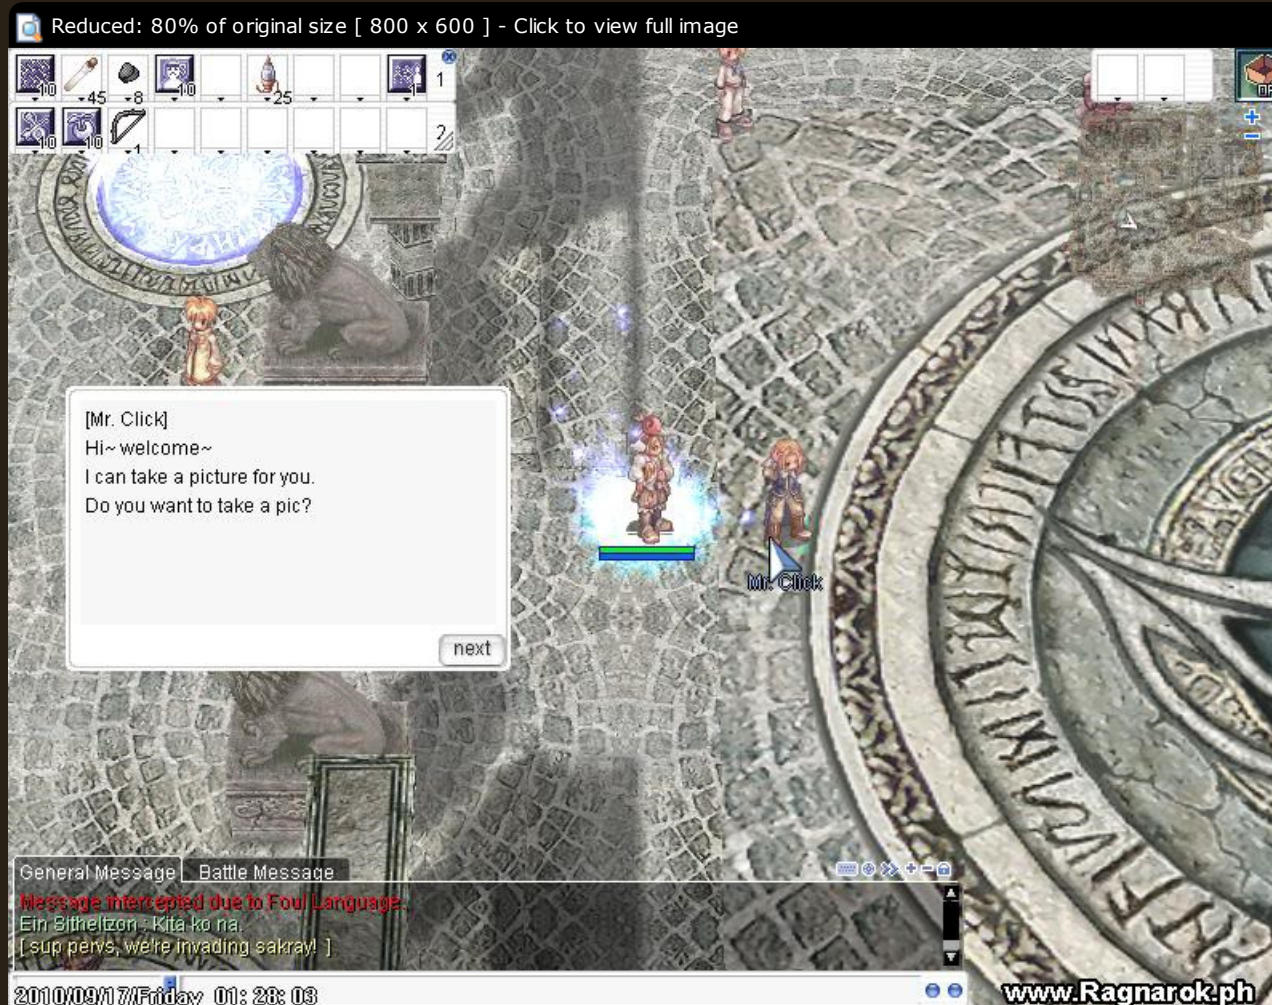 Reduced: 80% of original size [ 800 x 600 ] - Click to view full image
10 45 8 10 25 1 1
10 10 1 2
[Mr. Click]
Hi~ welcome~
I can take a picture for you.
Do you want to take a pic?
next
Mr. Click
General Message Battle Message
Message intercepted due to Foul Language.
Ein Sitheltzon : Kita ko na.
[ sup pervs, we're invading sakray! ]
2010/09/17/Friday 01: 28: 03
www.Ragnarok.ph